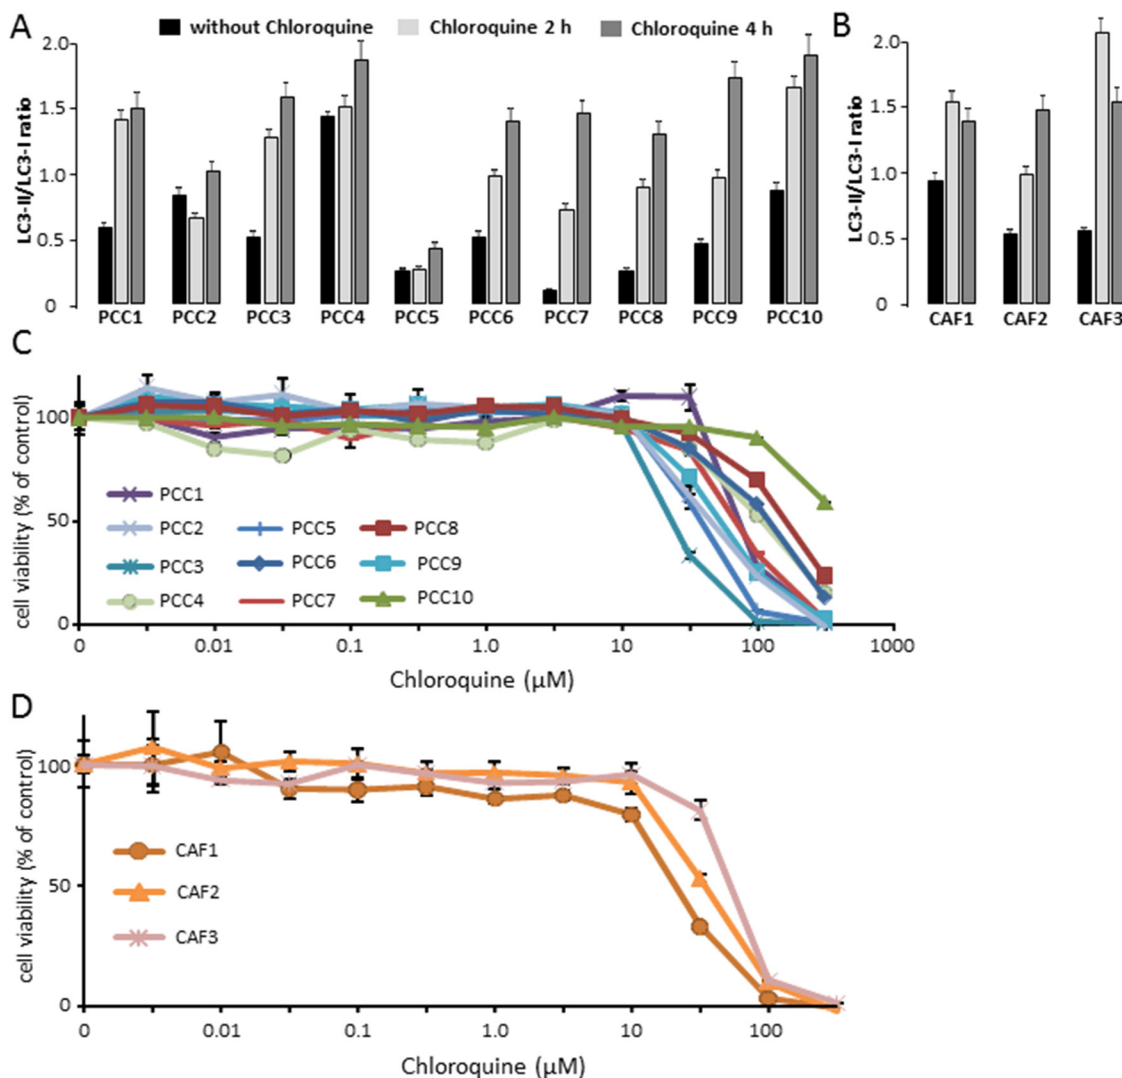 A
without Chloroquine Chloroquine 2 h Chloroquine 4 h
LC3-II/LC3-I ratio
2.0
1.5
1.0
0.5
0
PCC1 PCC2 PCC3 PCC4 PCC5 PCC6 PCC7 PCC8 PCC9 PCC10
B
LC3-II/LC3-I ratio
2.0
1.5
1.0
0.5
0
CAF1 CAF2 CAF3
C
cell viability (% of control)
100
50
0
PCC1
PCC2 PCC5 PCC8
PCC3 PCC6 PCC9
PCC4 PCC7 PCC10
0 0.01 0.1 1.0 10 100 1000
Chloroquine (µM)
D
cell viability (% of control)
100
50
0
CAF1
CAF2
CAF3
0 0.01 0.1 1.0 10 100
Chloroquine (µM)